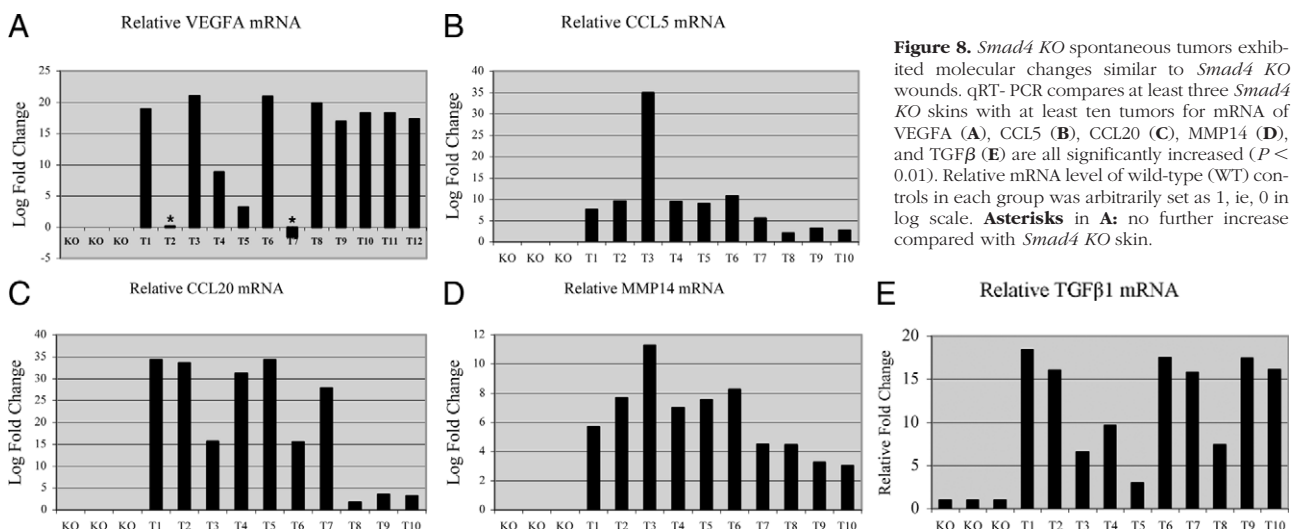 A
Relative VEGFA mRNA
Log Fold Change
25
20
15
10
5
0
-5
KO KO KO T1 T2 T3 T4 T5 T6 T7 T8 T9 T10 T11 T12
* *
B
Relative CCL5 mRNA
Log Fold Change
40
35
30
25
20
15
10
5
0
KO KO KO T1 T2 T3 T4 T5 T6 T7 T8 T9 T10
Figure 8. Smad4 KO spontaneous tumors exhib-
ited molecular changes similar to Smad4 KO
wounds. qRT- PCR compares at least three Smad4
KO skins with at least ten tumors for mRNA of
VEGFA (A), CCL5 (B), CCL20 (C), MMP14 (D),
and TGFβ (E) are all significantly increased (P <
0.01). Relative mRNA level of wild-type (WT) con-
trols in each group was arbitrarily set as 1, ie, 0 in
log scale. Asterisks in A: no further increase
compared with Smad4 KO skin.
C
Relative CCL20 mRNA
Log Fold Change
40
35
30
25
20
15
10
5
0
KO KO KO T1 T2 T3 T4 T5 T6 T7 T8 T9 T10
D
Relative MMP14 mRNA
Log Fold Change
12
10
8
6
4
2
0
KO KO KO T1 T2 T3 T4 T5 T6 T7 T8 T9 T10
E
Relative TGFβ1 mRNA
Relative Fold Change
20
15
10
5
0
KO KO KO T1 T2 T3 T4 T5 T6 T7 T8 T9 T10